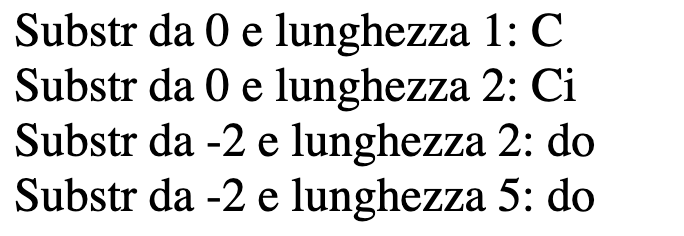 Substr da 0 e lunghezza 1: C
Substr da 0 e lunghezza 2: Ci
Substr da -2 e lunghezza 2: do
Substr da -2 e lunghezza 5: do